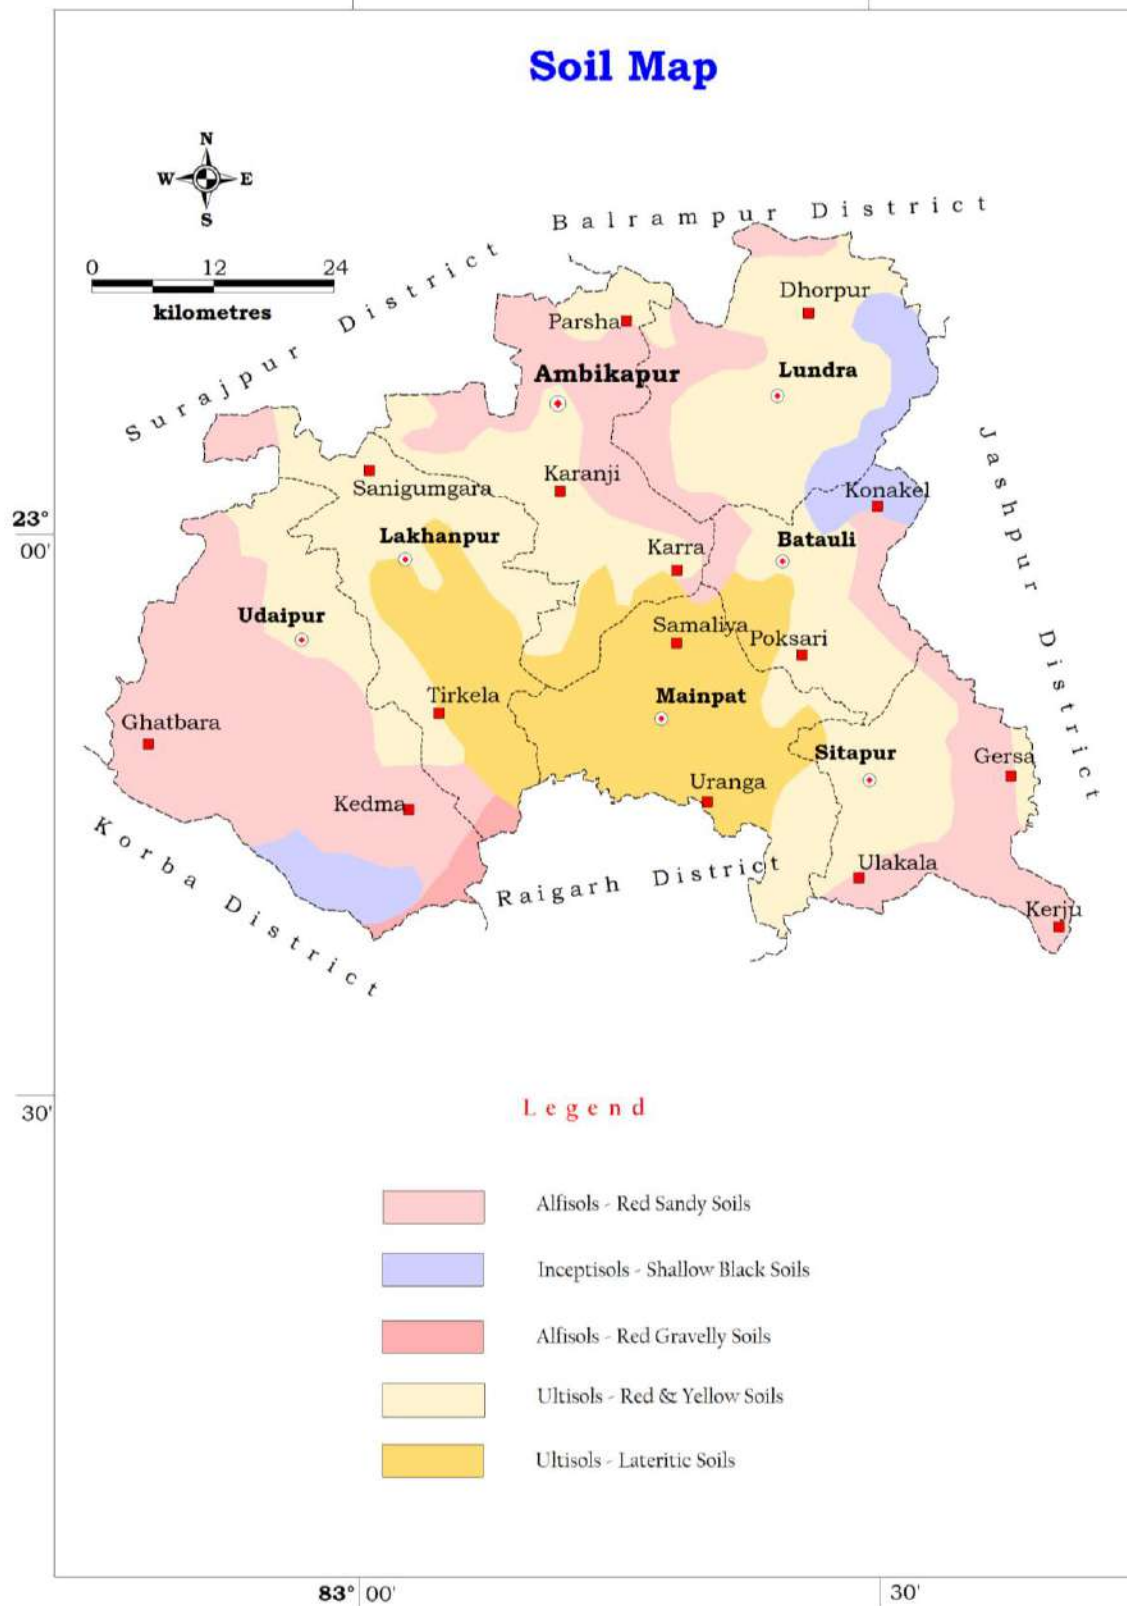 Soil Map
N
W E
S
0 12 24
kilometres
Balrampur District
Surajpur District
Dhorpur
Parsha
Ambikapur
Lundra
Sanigumgara
Karanji
Konakel
Jashpur District
23°
00'
Lakhanpur
Batauli
Karra
Udaipur
Samaliya
Poksari
Tirkela
Mainpat
Ghatbara
Sitapur
Gersa
Kedma
Uranga
Korba District
Raigarh District
Ulakala
Kerju
30'
Legend
Alfisols - Red Sandy Soils
Inceptisols - Shallow Black Soils
Alfisols - Red Gravelly Soils
Ultisols - Red & Yellow Soils
Ultisols - Lateritic Soils
83° 00' 30'